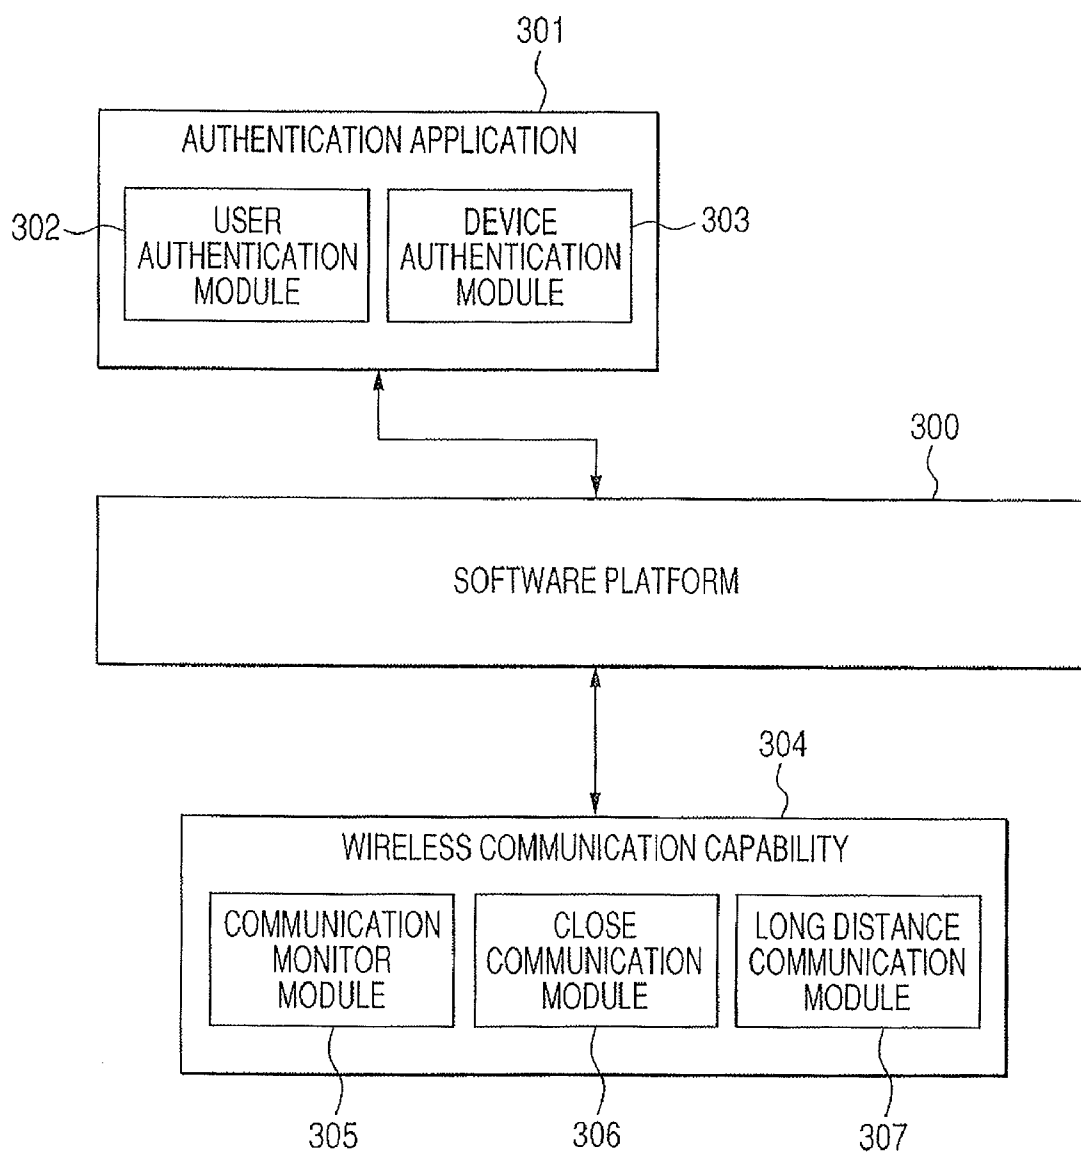 301
AUTHENTICATION APPLICATION
302
USER
AUTHENTICATION
MODULE
DEVICE
AUTHENTICATION
MODULE
303
300
SOFTWARE PLATFORM
304
WIRELESS COMMUNICATION CAPABILITY
COMMUNICATION
MONITOR
MODULE
CLOSE
COMMUNICATION
MODULE
LONG DISTANCE
COMMUNICATION
MODULE
305
306
307